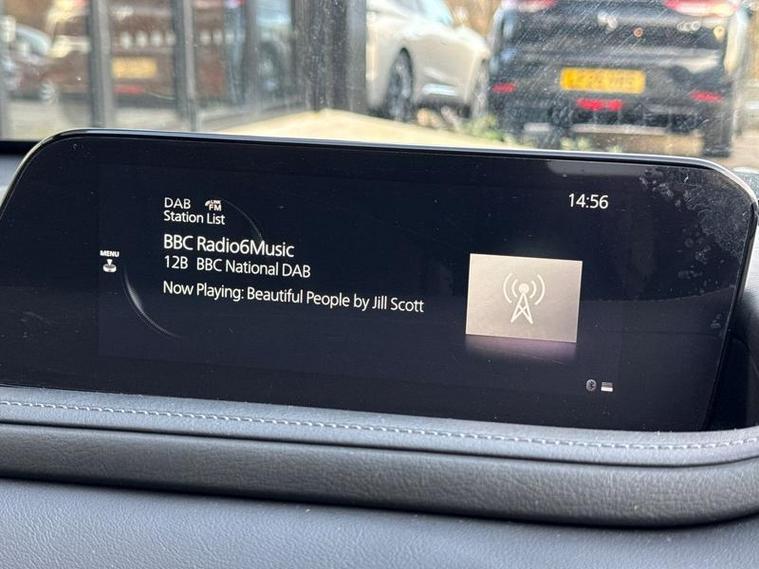 DAB LINK FM
14:56
Station List
MENU
BBC Radio6Music
12B BBC National DAB
Now Playing: Beautiful People by Jill Scott